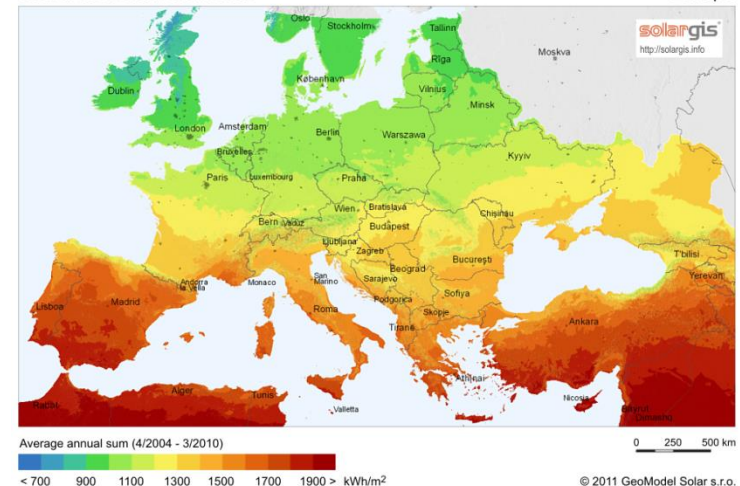 Oslo
Stockholm
Tallinn
solargis
http://solargis.info
Rīga
Moskva
København
Dublin
Vilnius
Minsk
London
Amsterdam
Berlin
Warszawa
Bruxelles
Kyyiv
Paris
Luxembourg
Praha
Wien
Bratislava
Chişinău
Bern
Vaduz
Budapest
Ljubljana
Zagreb
Beograd
Bucureşti
T'bilisi
Andorra
la Vella
Monaco
San
Marino
Sarajevo
Yerevan
Lisboa
Madrid
Roma
Podgorica
Sofiya
Skopje
Tiranë
Ankara
Athinai
Rabat
Alger
Tunis
Valletta
Nicosia
Bayrut
Dimashq
Average annual sum (4/2004 - 3/2010)
0 250 500 km
< 700 900 1100 1300 1500 1700 1900 > kWh/m²
© 2011 GeoModel Solar s.r.o.